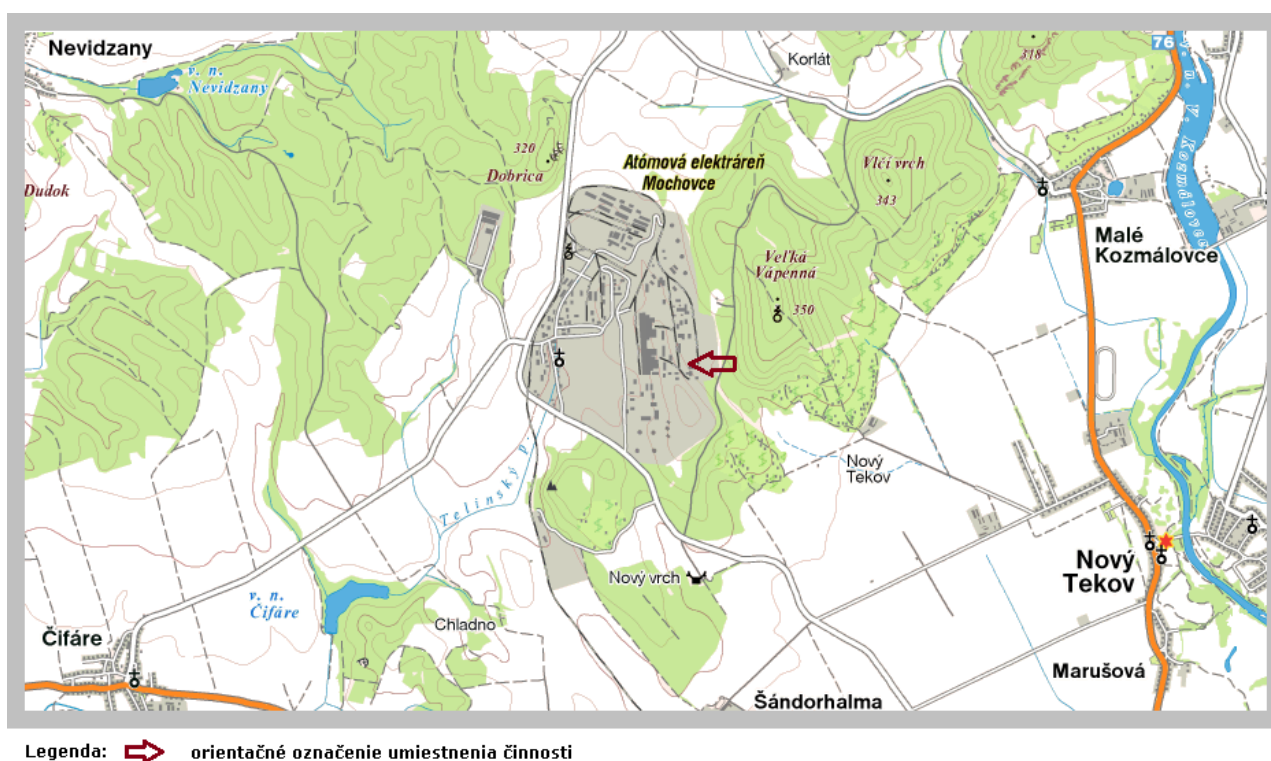 Nevidzany
v. n.
Nevidzany
Korlát
318
76
v. n. V. Kozmálovce
320
Dobrica
Atómová elektráreň
Mochovce
Vlčí vrch
343
Dudok
Malé
Kozmálovce
Veľká
Vápenná
350
Nový
Tekov
Telinský p.
Nový vrch
Nový
Tekov
v. n.
Čifáre
Chladno
Čifáre
Marušová
Šándorhalma
Legenda: orientačné označenie umiestnenia činnosti